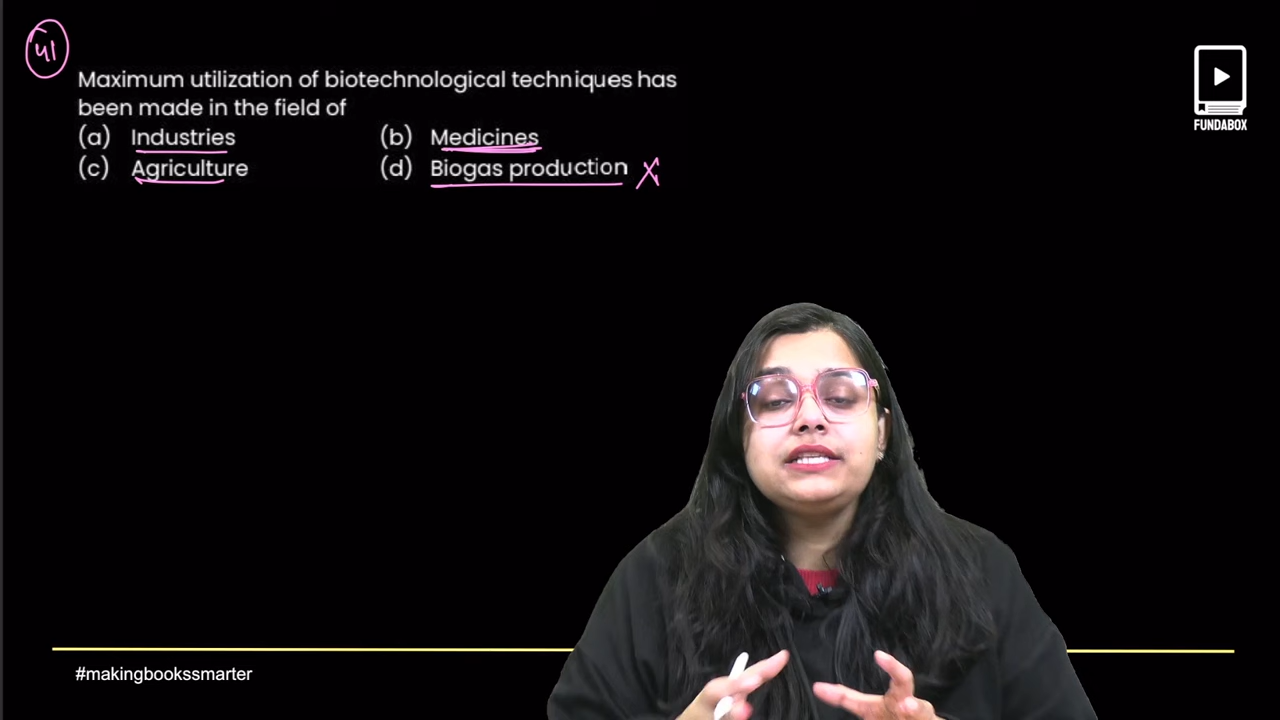 41
Maximum utilization of biotechnological techniques has
been made in the field of
(a) Industries (b) Medicines
(c) Agriculture (d) Biogas production X
FUNDABOX
#makingbookssmarter